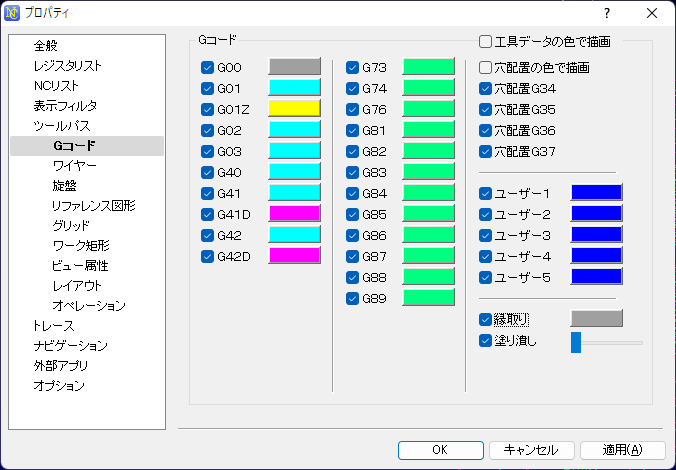 プロパティ
?
全般
レジスタリスト
NCリスト
表示フィルタ
ツールパス
Gコード
ワイヤー
旋盤
リファレンス図形
グリッド
ワーク矩形
ビュー属性
レイアウト
オペレーション
トレース
ナビゲーション
外部アプリ
オプション
Gコード
G00
G01
G01Z
G02
G03
G40
G41
G41D
G42
G42D
G73
G74
G76
G81
G82
G83
G84
G85
G86
G87
G88
G89
工具データの色で描画
穴配置の色で描画
穴配置G34
穴配置G35
穴配置G36
穴配置G37
ユーザー1
ユーザー2
ユーザー3
ユーザー4
ユーザー5
縁取り
塗り潰し
OK
キャンセル
適用(A)